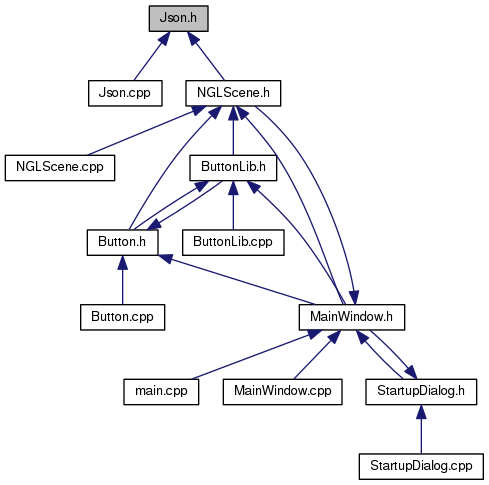 Json.h
Json.cpp
NGLScene.h
NGLScene.cpp
ButtonLib.h
Button.h
ButtonLib.cpp
Button.cpp
MainWindow.h
main.cpp
MainWindow.cpp
StartupDialog.h
StartupDialog.cpp